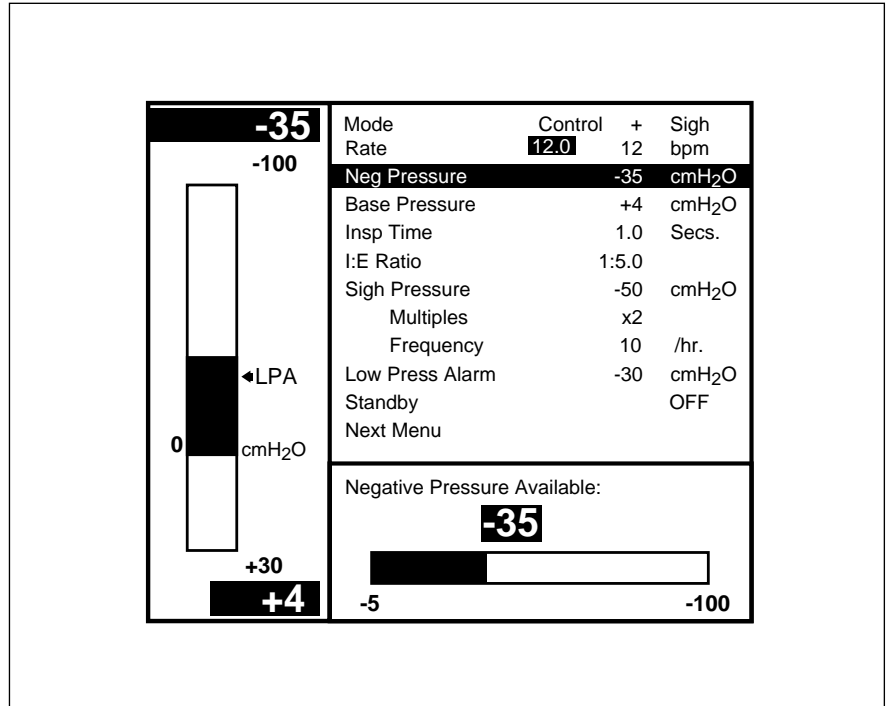 -35
-100
◄LPA
0
cmH₂O
+30
+4
Mode Control + Sigh
Rate 12.0 12 bpm
Neg Pressure -35 cmH₂O
Base Pressure +4 cmH₂O
Insp Time 1.0 Secs.
I:E Ratio 1:5.0
Sigh Pressure -50 cmH₂O
Multiples x2
Frequency 10 /hr.
Low Press Alarm -30 cmH₂O
Standby OFF
Next Menu
Negative Pressure Available:
-35
-5 -100